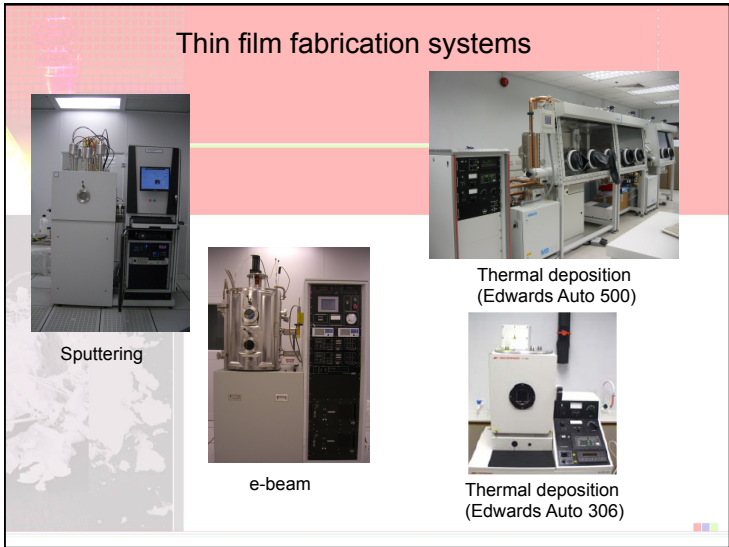 Thin film fabrication systems
Sputtering
e-beam
Thermal deposition
(Edwards Auto 500)
Thermal deposition
(Edwards Auto 306)